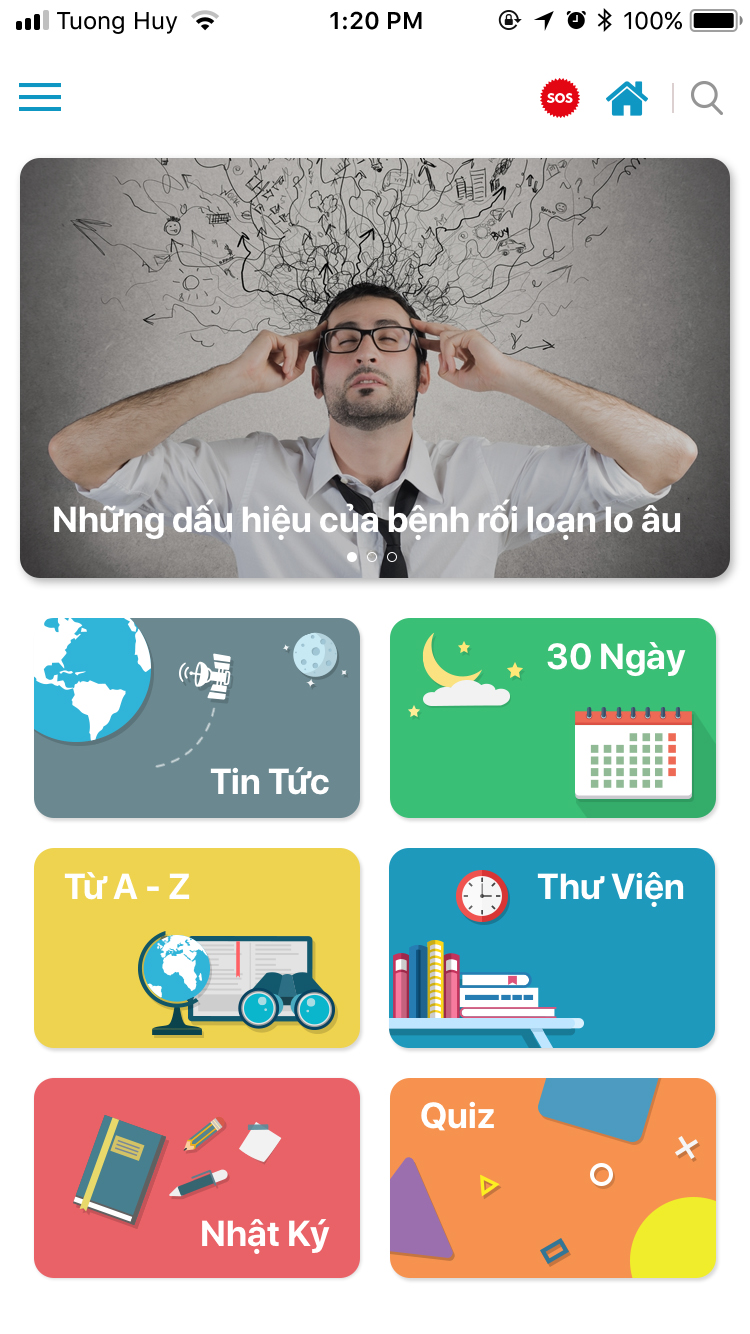 Tuong Huy 1:20 PM 100%
SOS
BUY
Những dấu hiệu của bệnh rối loạn lo âu
Tin Tức
30 Ngày
Từ A - Z
Thư Viện
Nhật Ký
Quiz